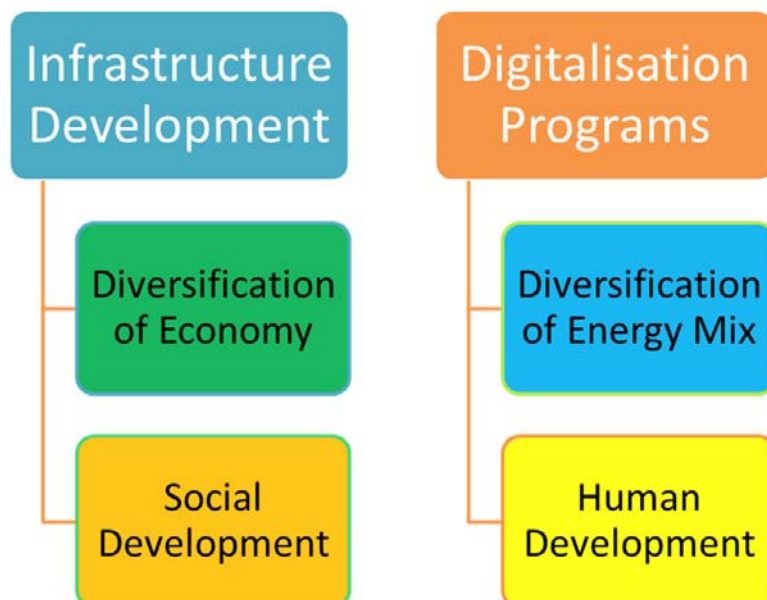 Infrastructure
Development
Diversification
of Economy
Social
Development
Digitalisation
Programs
Diversification
of Energy Mix
Human
Development